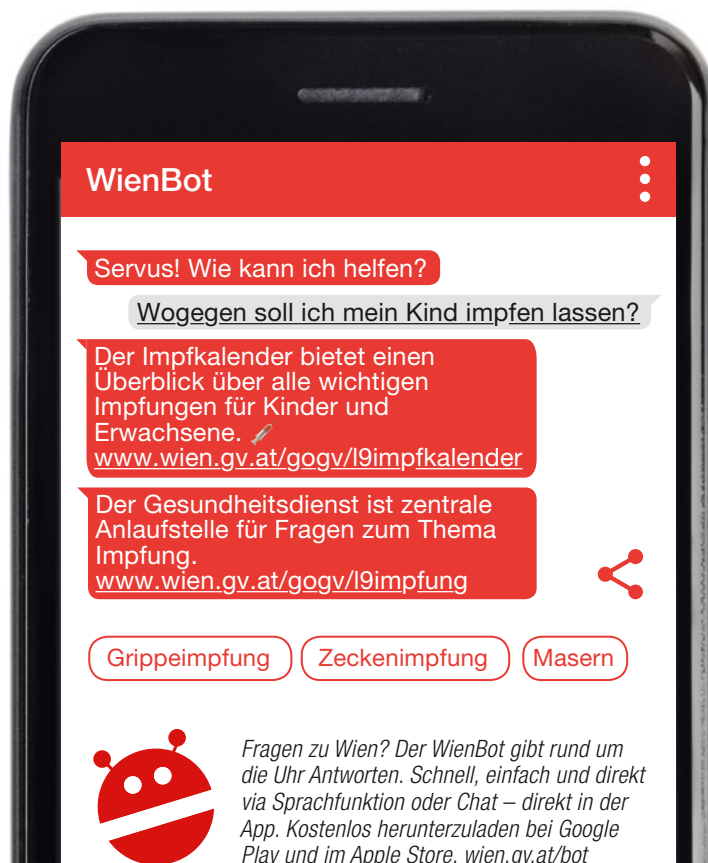 WienBot
Servus! Wie kann ich helfen?
Wogegen soll ich mein Kind impfen lassen?
Der Impfkalender bietet einen
Überblick über alle wichtigen
Impfungen für Kinder und
Erwachsene.
www.wien.gv.at/gogv/l9impfkalender
Der Gesundheitsdienst ist zentrale
Anlaufstelle für Fragen zum Thema
Impfung.
www.wien.gv.at/gogv/l9impfung
Grippeimpfung Zeckenimpfung Masern
Fragen zu Wien? Der WienBot gibt rund um
die Uhr Antworten. Schnell, einfach und direkt
via Sprachfunktion oder Chat – direkt in der
App. Kostenlos herunterzuladen bei Google
Play und im Apple Store. wien.gv.at/bot